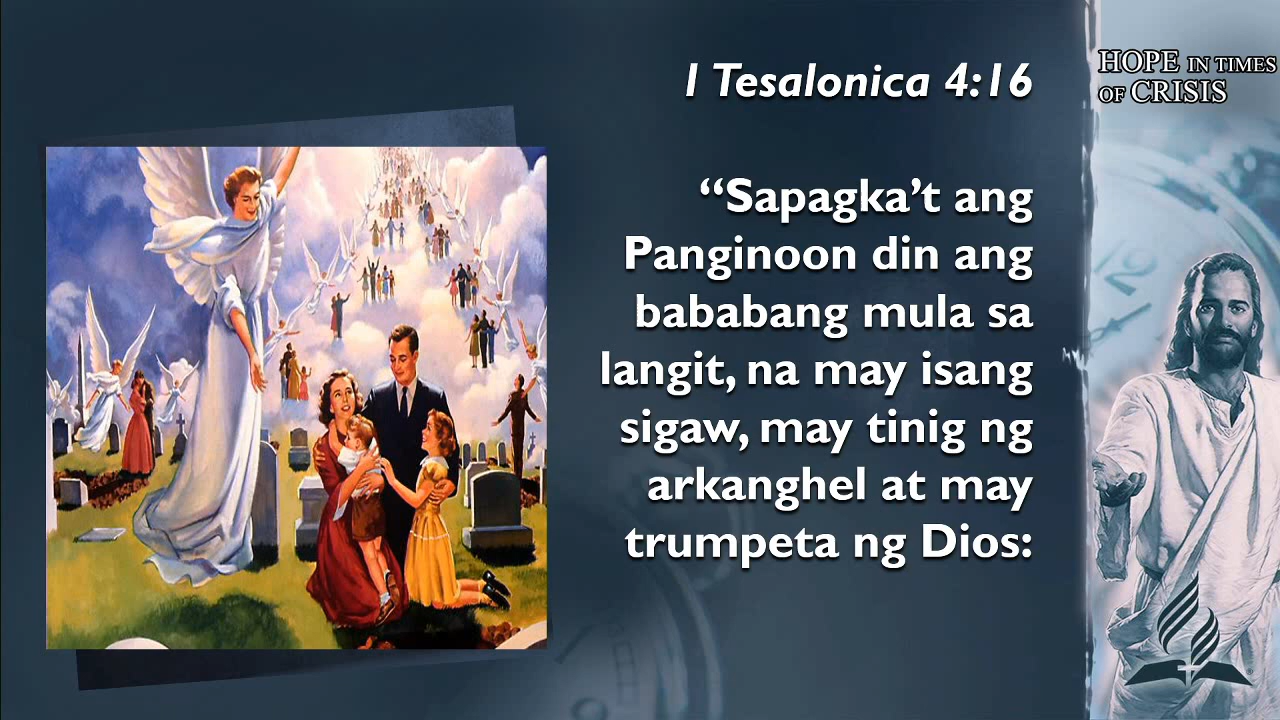 1 Tesalonica 4:16
“Sapagka’t ang
Panginoon din ang
bababang mula sa
langit, na may isang
sigaw, may tinig ng
arkanghel at may
trumpeta ng Dios:
HOPE IN TIMES
OF CRISIS